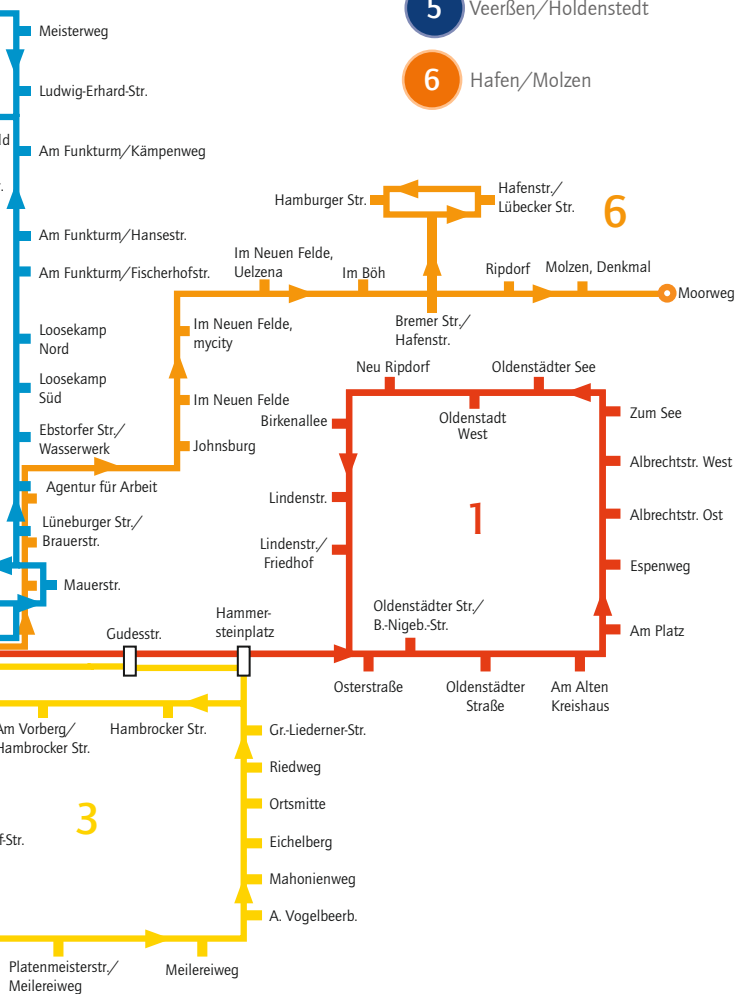 5
Veerßen/Holdenstedt
6
Hafen/Molzen
Meisterweg
Ludwig-Erhard-Str.
Am Funkturm/Kämpenweg
Am Funkturm/Hansestr.
Am Funkturm/Fischerhofstr.
Loosekamp
Nord
Loosekamp
Süd
Ebstorfer Str./
Wasserwerk
Agentur für Arbeit
Lüneburger Str./
Brauerstr.
Mauerstr.
Hamburger Str.
Hafenstr./
Lübecker Str.
6
Im Neuen Felde,
Uelzena
Im Böh
Ripdorf
Molzen, Denkmal
Moorweg
Bremer Str./
Hafenstr.
Im Neuen Felde,
mycity
Im Neuen Felde
Johnsburg
Neu Ripdorf
Oldenstädter See
Birkenallee
Oldenstadt
West
Zum See
Albrechtstr. West
Lindenstr.
1
Albrechtstr. Ost
Lindenstr./
Friedhof
Espenweg
Oldenstädter Str./
B.-Nigeb.-Str.
Am Platz
Gudesstr.
Hammer-
steinplatz
Osterstraße
Oldenstädter
Straße
Am Alten
Kreishaus
Am Vorberg/
Hambrocker Str.
Hambrocker Str.
Gr.-Liederner-Str.
Riedweg
Ortsmitte
3
Eichelberg
f-Str.
Mahonienweg
A. Vogelbeerb.
Platenmeisterstr./
Meilereiweg
Meilereiweg